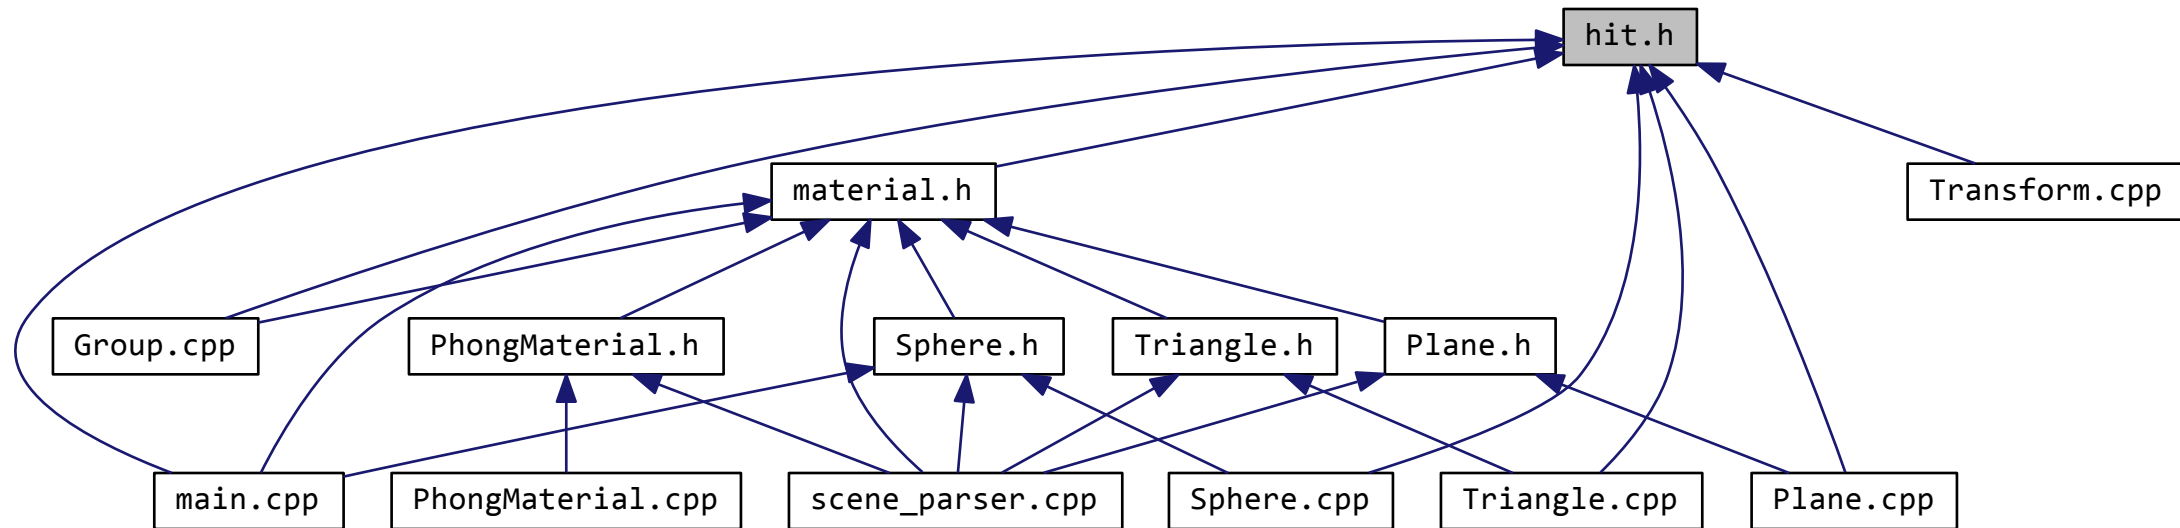 hit.h
material.h
Transform.cpp
Group.cpp
PhongMaterial.h
Sphere.h
Triangle.h
Plane.h
main.cpp
PhongMaterial.cpp
scene_parser.cpp
Sphere.cpp
Triangle.cpp
Plane.cpp